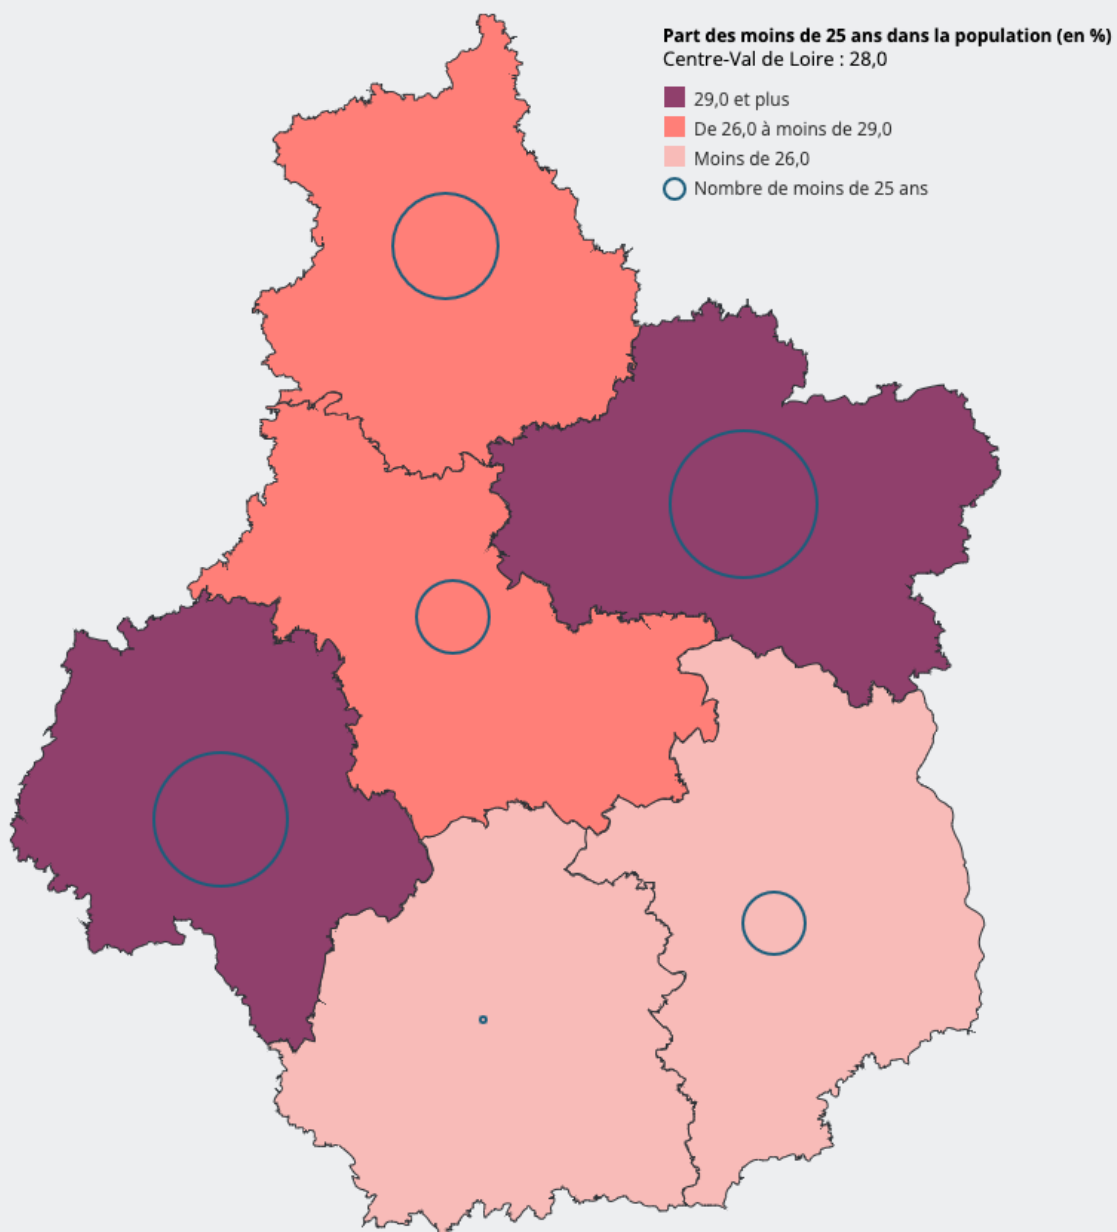 Part des moins de 25 ans dans la population (en %)
Centre-Val de Loire : 28,0
29,0 et plus
De 26,0 à moins de 29,0
Moins de 26,0
Nombre de moins de 25 ans